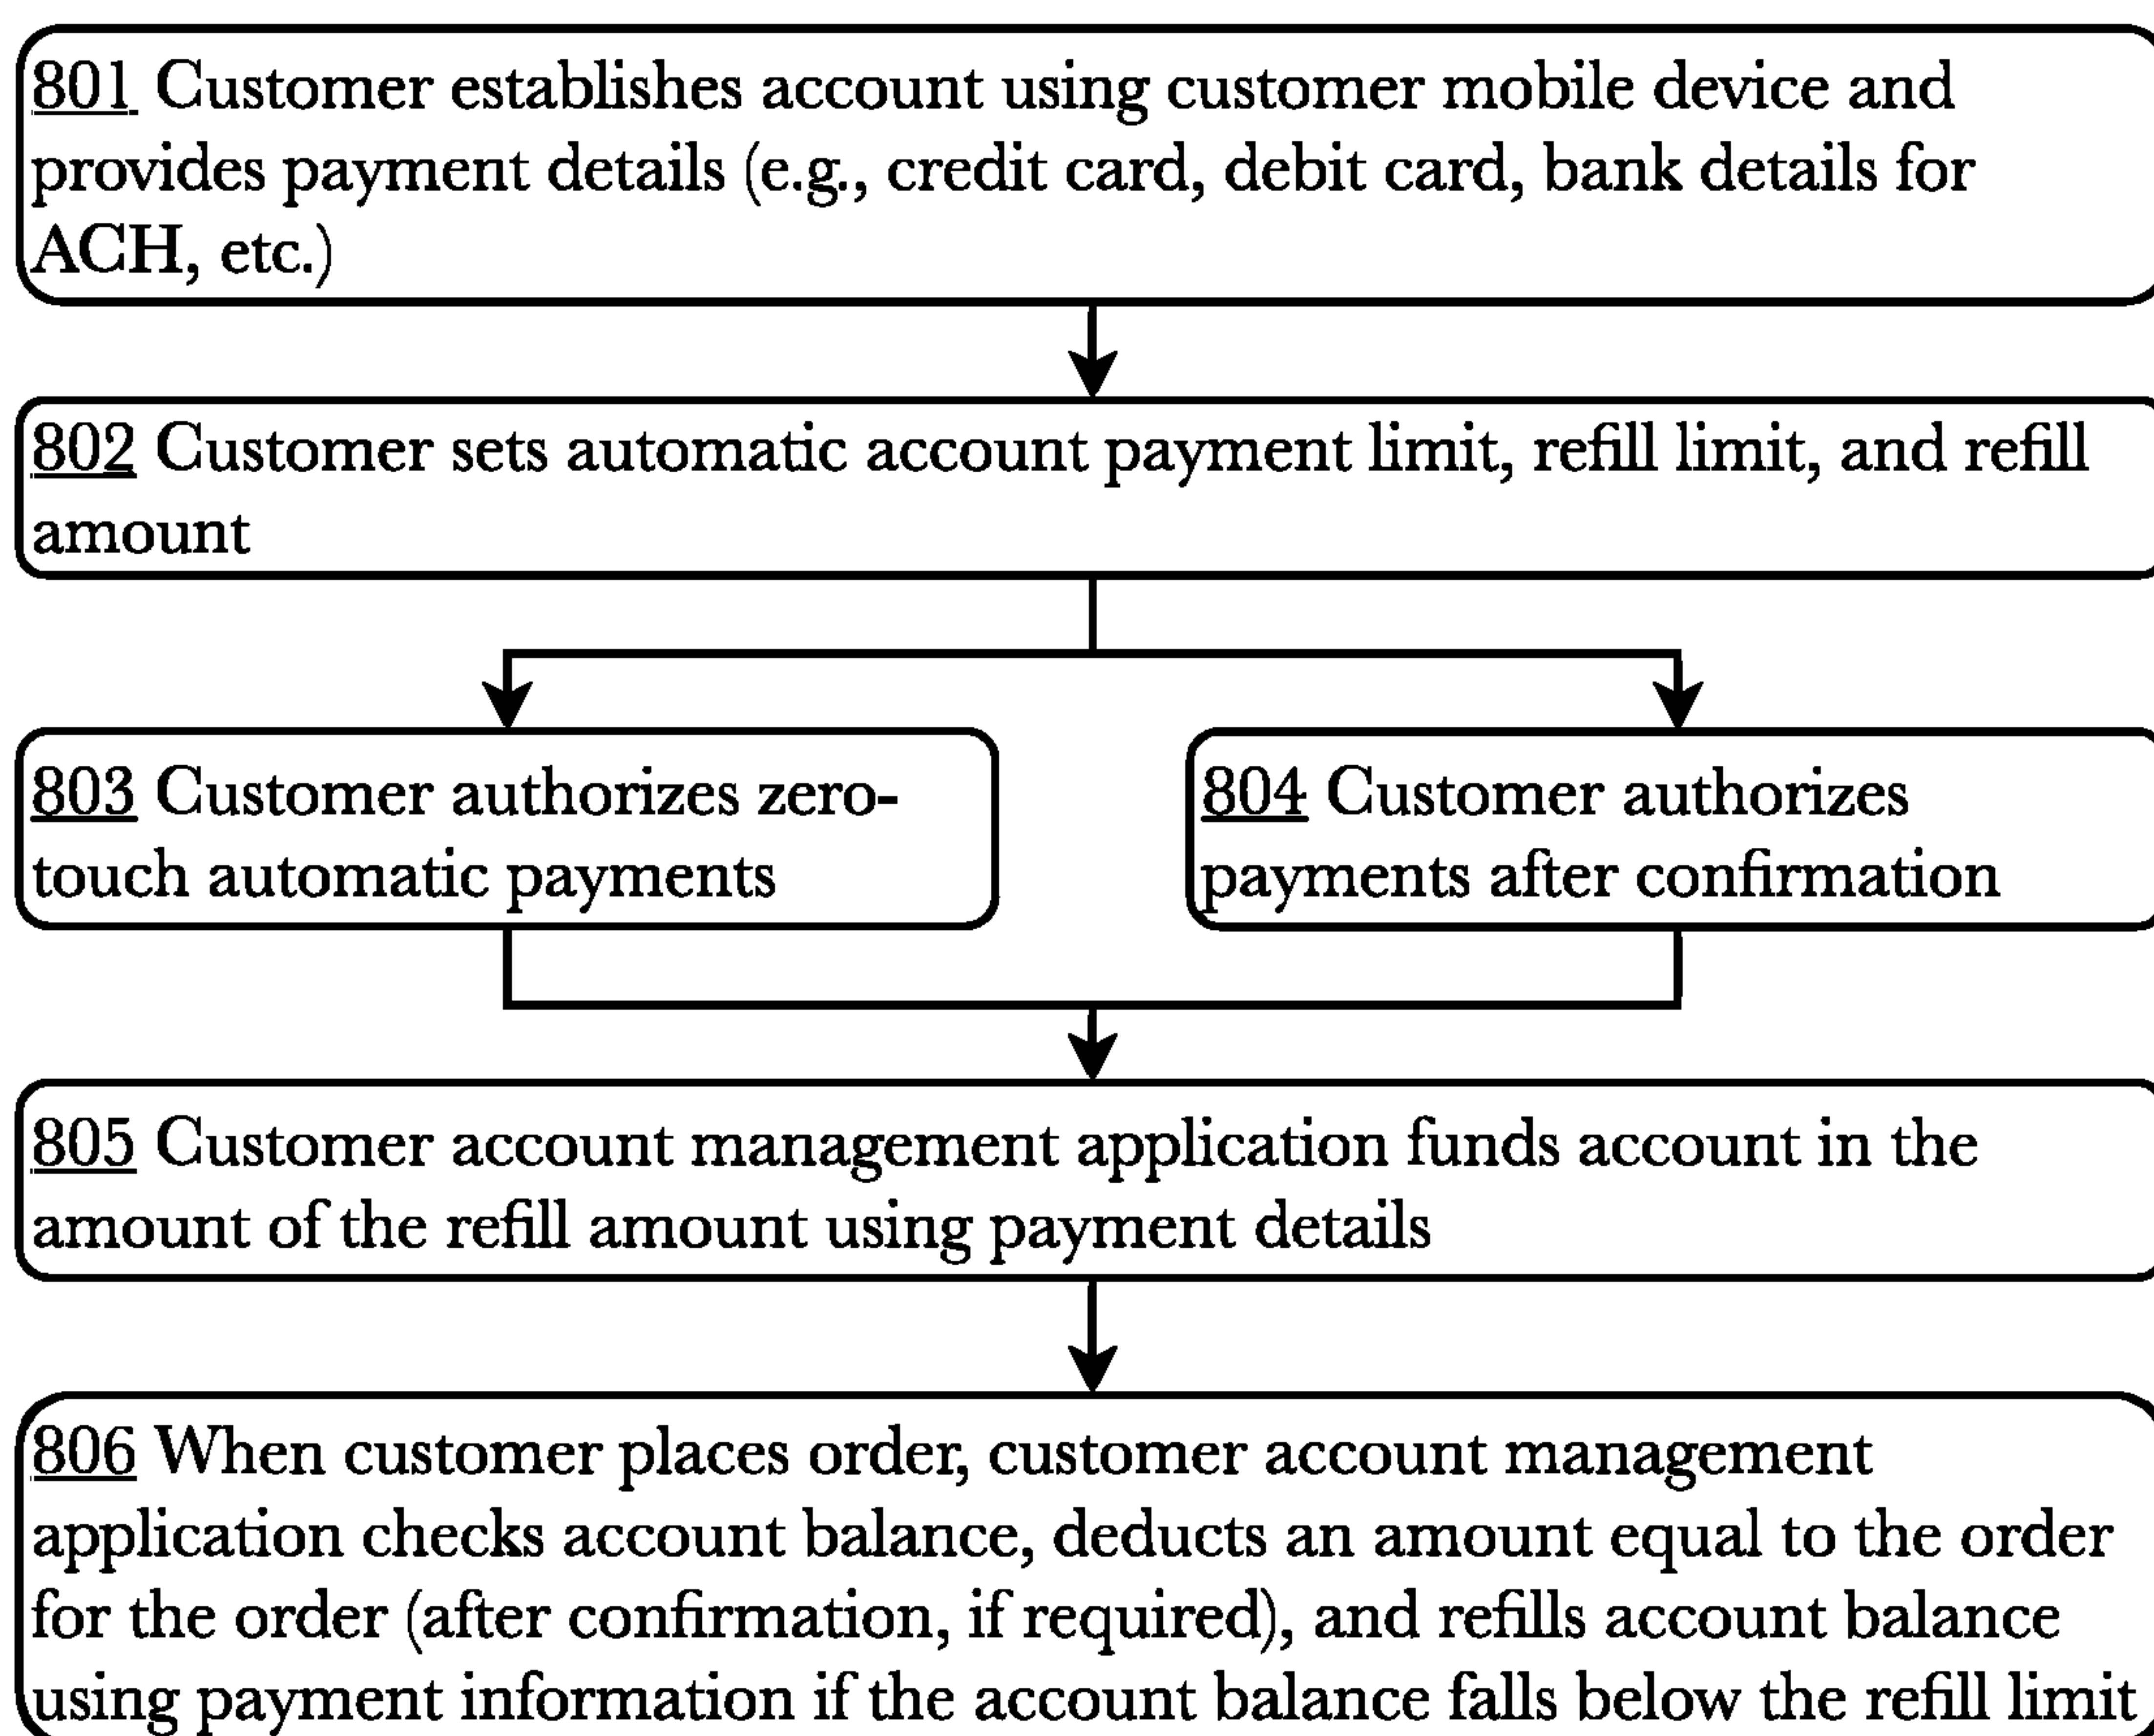 801 Customer establishes account using customer mobile device and
provides payment details (e.g., credit card, debit card, bank details for
ACH, etc.)
802 Customer sets automatic account payment limit, refill limit, and refill
amount
803 Customer authorizes zero-
touch automatic payments
804 Customer authorizes
payments after confirmation
805 Customer account management application funds account in the
amount of the refill amount using payment details
806 When customer places order, customer account management
application checks account balance, deducts an amount equal to the order
for the order (after confirmation, if required), and refills account balance
using payment information if the account balance falls below the refill limit